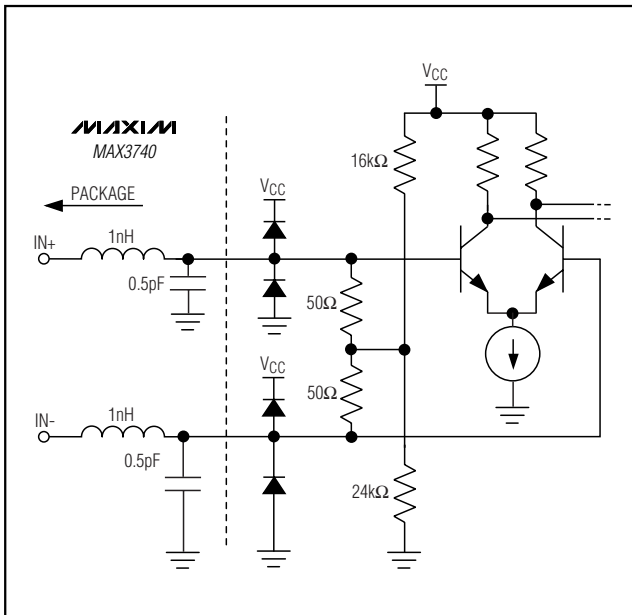 VCC
MAXIM
MAX3740
16kΩ
PACKAGE
VCC
IN+
1nH
0.5pF
50Ω
VCC
50Ω
IN-
1nH
0.5pF
24kΩ